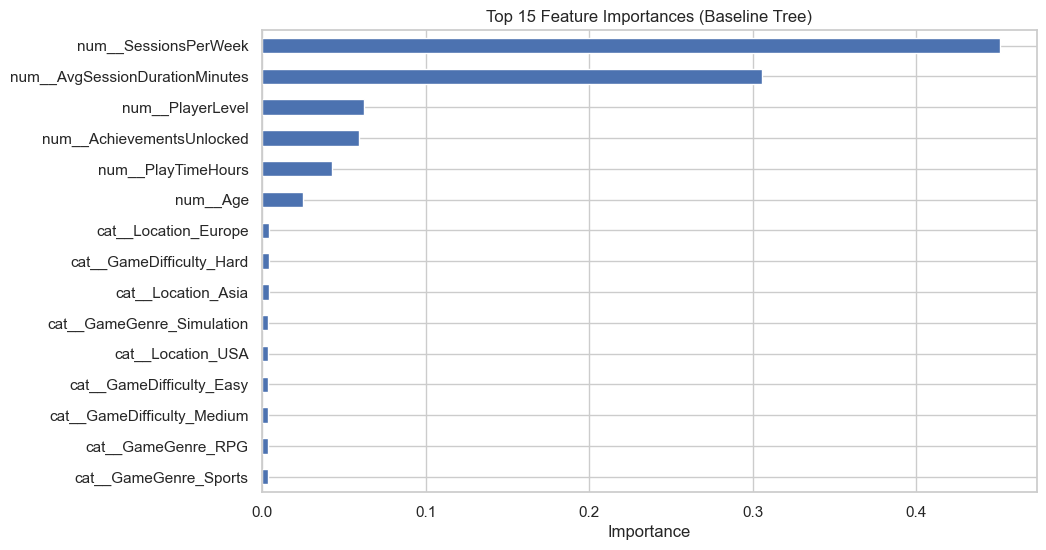 Top 15 Feature Importances (Baseline Tree)
num__SessionsPerWeek
num__AvgSessionDurationMinutes
num__PlayerLevel
num__AchievementsUnlocked
num__PlayTimeHours
num__Age
cat__Location_Europe
cat__GameDifficulty_Hard
cat__Location_Asia
cat__GameGenre_Simulation
cat__Location_USA
cat__GameDifficulty_Easy
cat__GameDifficulty_Medium
cat__GameGenre_RPG
cat__GameGenre_Sports
0.0 0.1 0.2 0.3 0.4
Importance